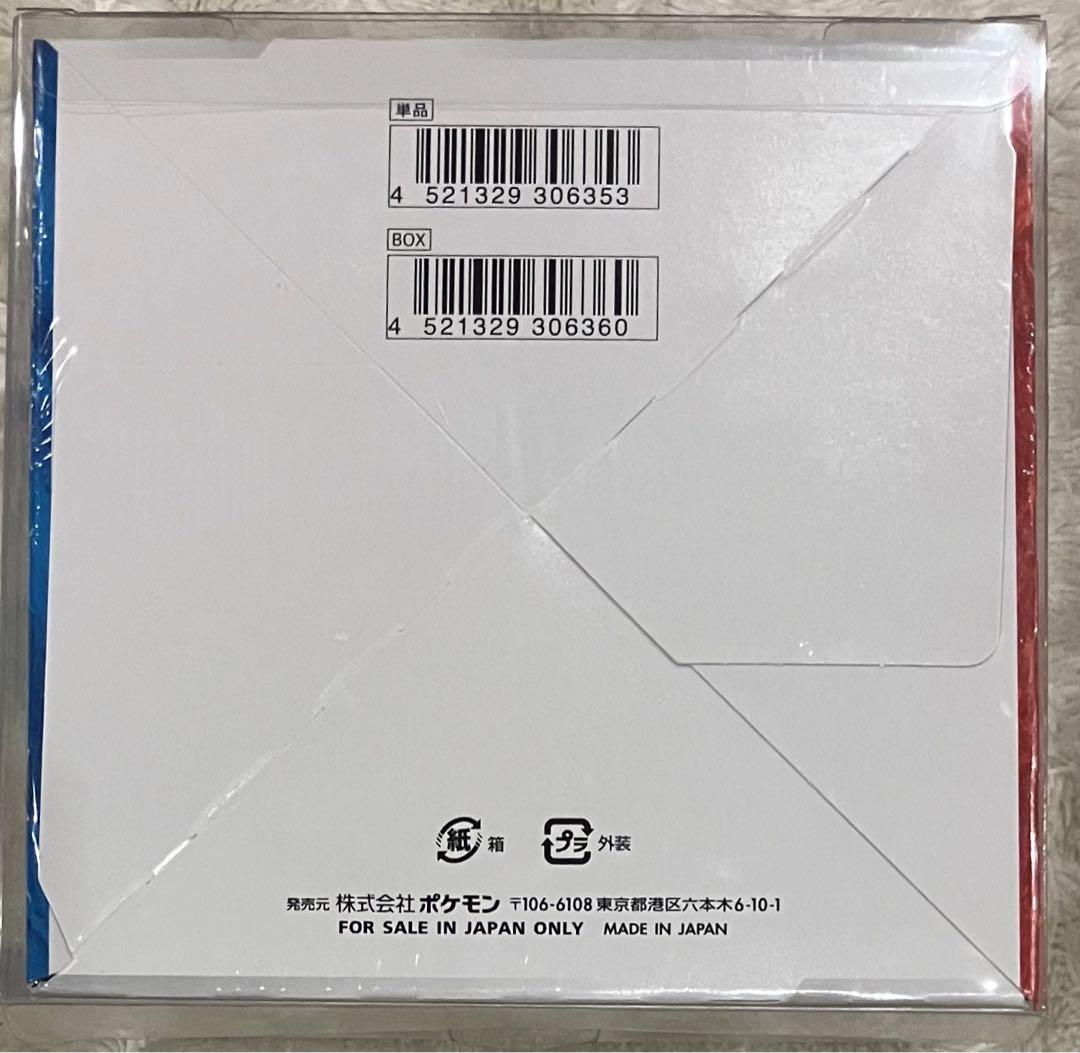 単品
4 521329 306353
BOX
4 521329 306360
紙 箱 プラ 外装
発売元 株式会社 ポケモン 〒106-6108 東京都港区六本木6-10-1
FOR SALE IN JAPAN ONLY MADE IN JAPAN